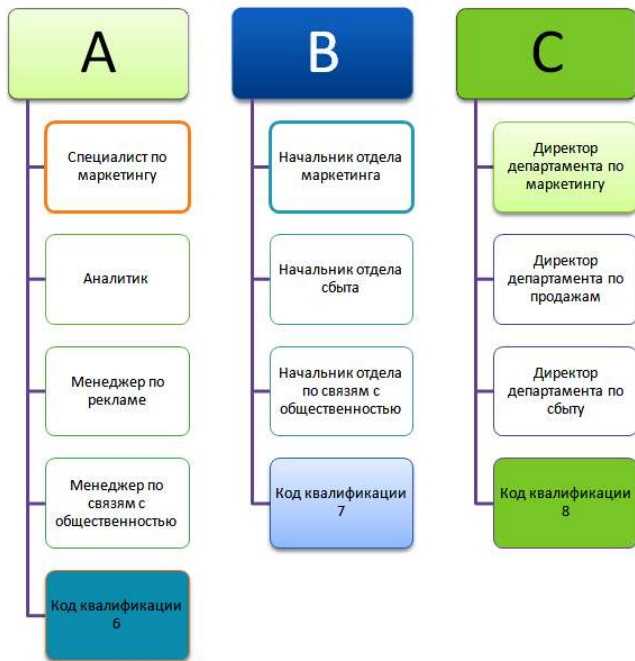 A
Специалист по
маркетингу
Аналитик
Менеджер по
рекламе
Менеджер по
связям с
общественностью
Код квалификации
6
B
Начальник отдела
маркетинга
Начальник отдела
сбыта
Начальник отдела
по связям с
общественностью
Код квалификации
7
C
Директор
департамента по
маркетингу
Директор
департамента по
продажам
Директор
департамента по
сбыту
Код квалификации
8